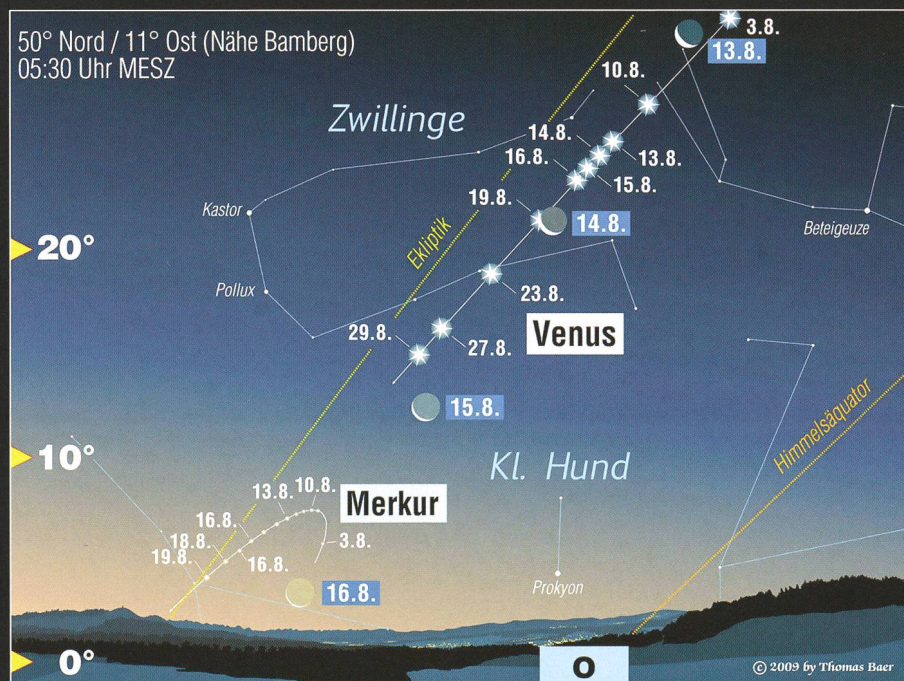 50° Nord / 11° Ost (Nähe Bamberg)
05:30 Uhr MESZ
3.8.
13.8.
10.8.
Zwillinge
14.8.
13.8.
16.8.
15.8.
19.8.
14.8.
Kastor
Beteigeuze
Ekliptik
20°
Pollux
23.8.
Venus
29.8.
27.8.
15.8.
Himmelsäquator
10°
Kl. Hund
13.8.
10.8.
Merkur
16.8.
3.8.
18.8.
19.8.
16.8.
16.8.
Prokyon
0°
O
© 2009 by Thomas Baer